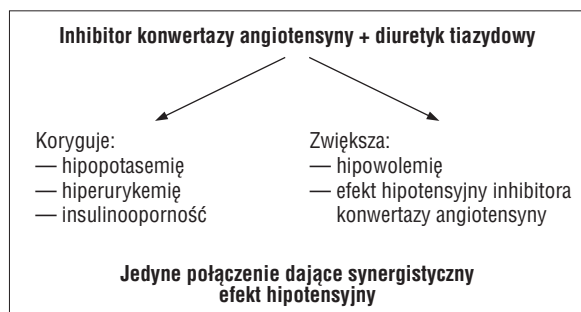 Inhibitor konwertazy angiotensyny + diuretyk tiazydowy
Koryguje:
— hipopotasemię
— hiperurykemię
— insulinooporność
Zwiększa:
— hipowolemię
— efekt hipotensyjny inhibitora
konwertazy angiotensyny
Jedyne połączenie dające synergistyczny
efekt hipotensyjny